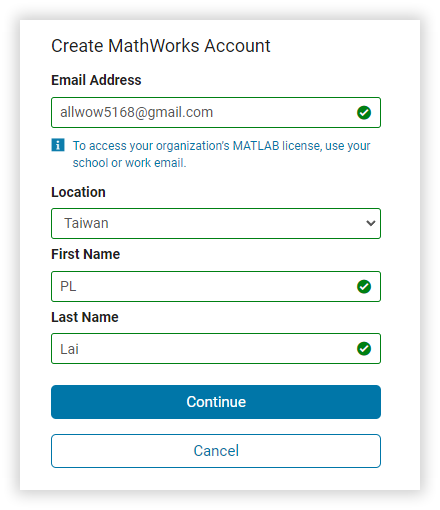 Create MathWorks Account
Email Address
allwow5168@gmail.com
To access your organization's MATLAB license, use your
school or work email.
Location
Taiwan
First Name
PL
Last Name
Lai
Continue
Cancel